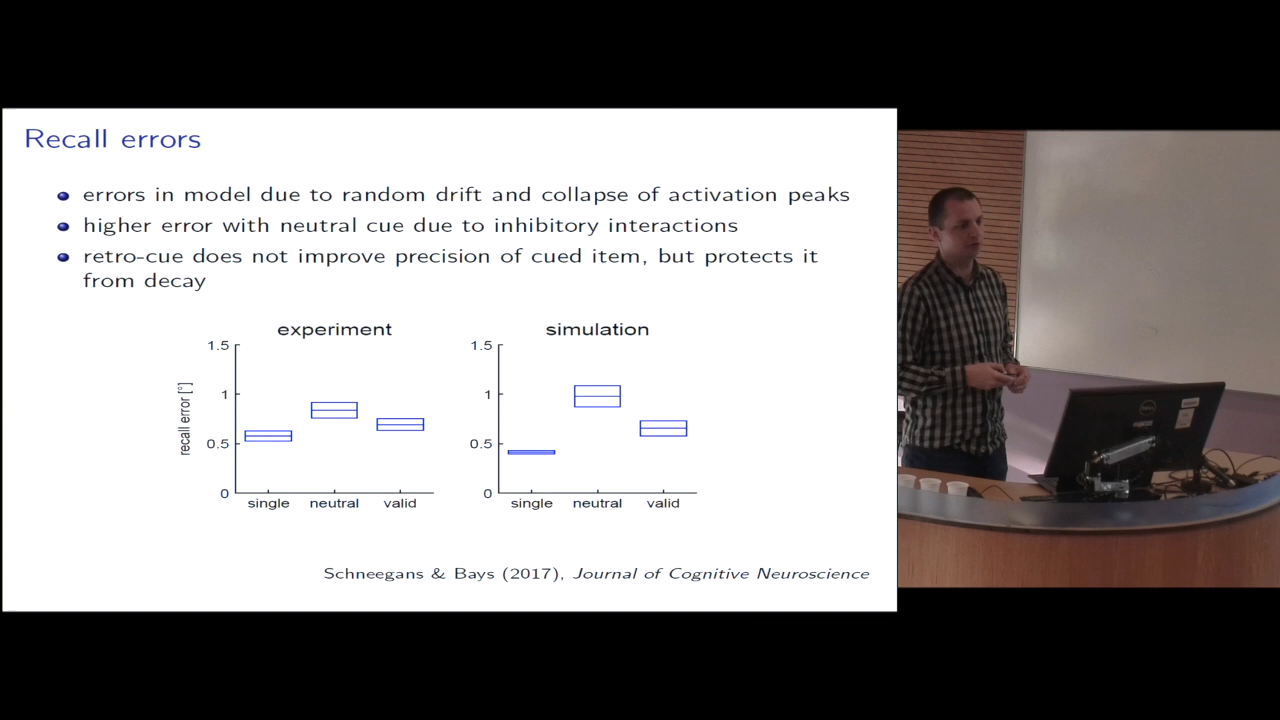 Recall errors
errors in model due to random drift and collapse of activation peaks
higher error with neutral cue due to inhibitory interactions
retro-cue does not improve precision of cued item, but protects it
from decay
experiment
1.5
1
0.5
0
recall error [°]
single neutral valid
simulation
1.5
1
0.5
0
single neutral valid
Schneegans & Bays (2017), Journal of Cognitive Neuroscience
DELL